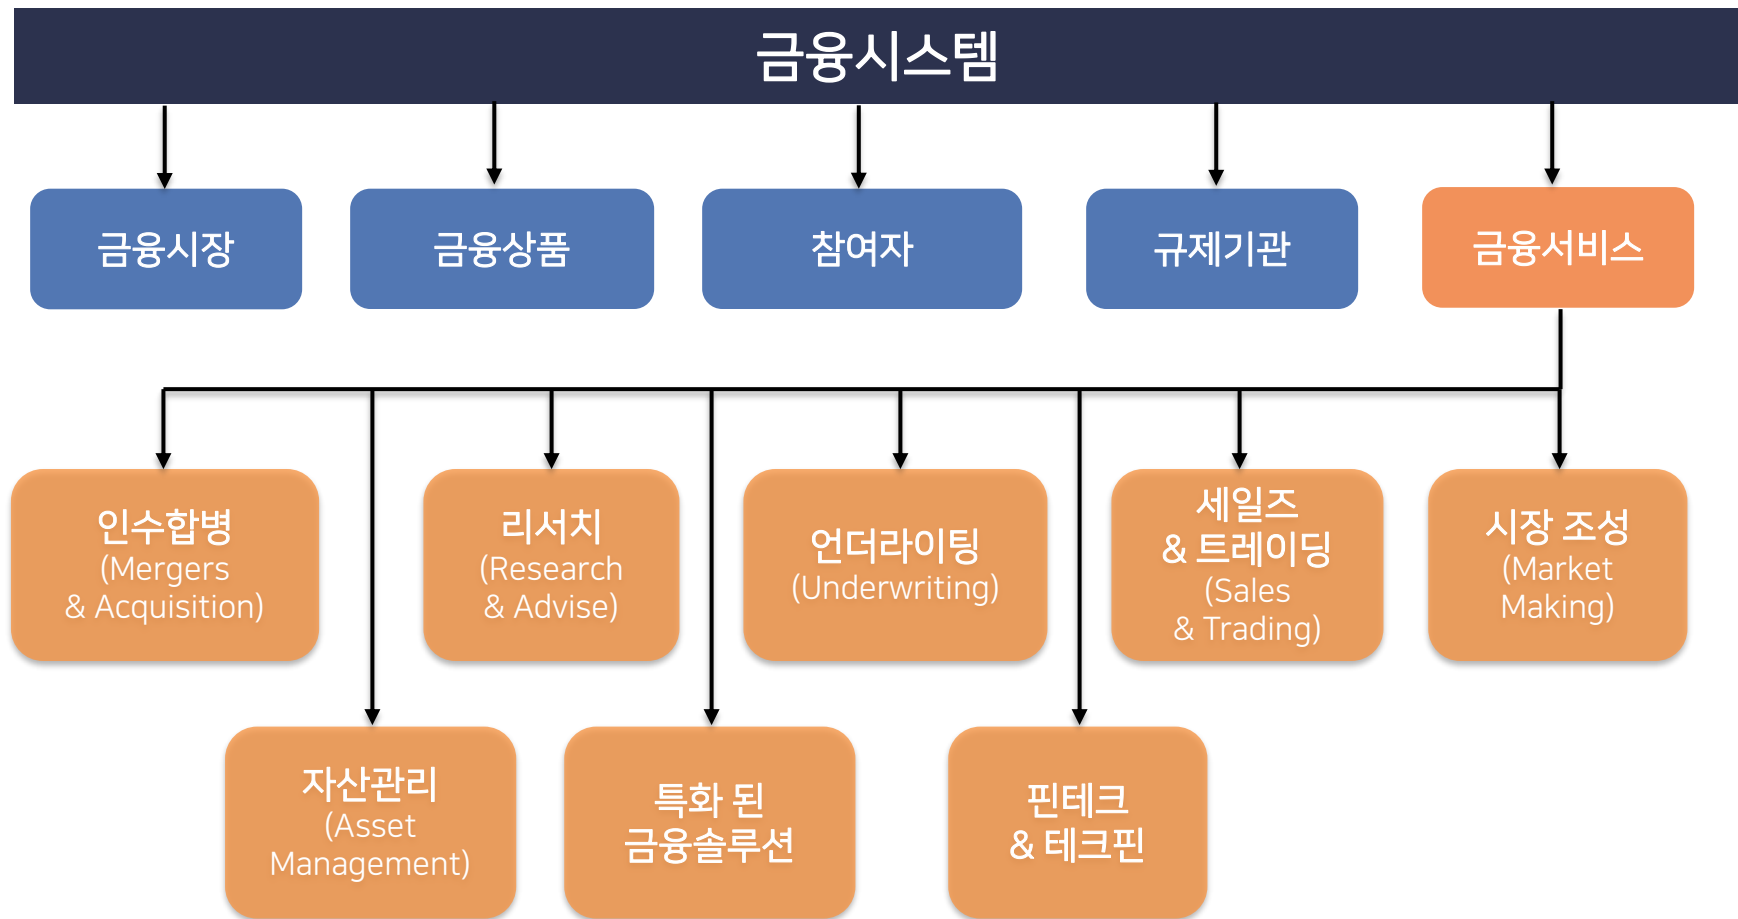 금융시스템
금융시장
금융상품
참여자
규제기관
금융서비스
인수합병
(Mergers
& Acquisition)
리서치
(Research
& Advise)
언더라이팅
(Underwriting)
세일즈
& 트레이딩
(Sales
& Trading)
시장 조성
(Market
Making)
자산관리
(Asset
Management)
특화 된
금융솔루션
핀테크
& 테크핀